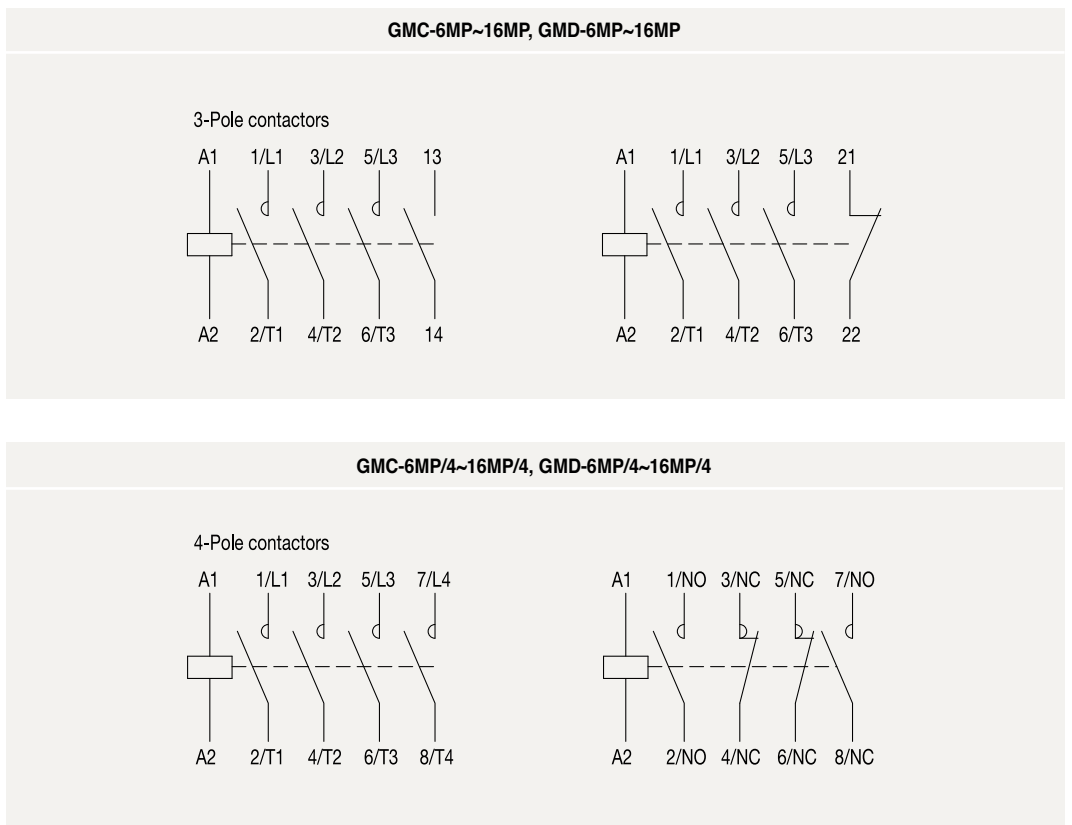 GMC-6MP~16MP, GMD-6MP~16MP
3-Pole contactors
A1 1/L1 3/L2 5/L3 13
A2 2/T1 4/T2 6/T3 14
A1 1/L1 3/L2 5/L3 21
A2 2/T1 4/T2 6/T3 22
GMC-6MP/4~16MP/4, GMD-6MP/4~16MP/4
4-Pole contactors
A1 1/L1 3/L2 5/L3 7/L4
A2 2/T1 4/T2 6/T3 8/T4
A1 1/NO 3/NC 5/NC 7/NO
A2 2/NO 4/NC 6/NC 8/NC